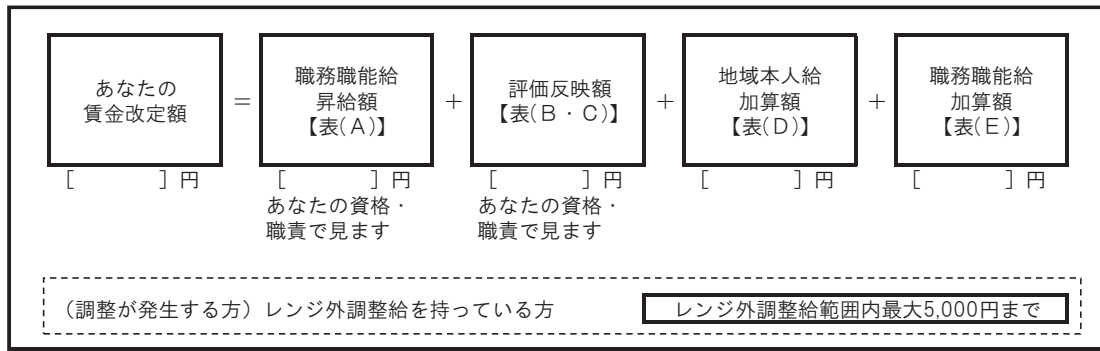 あなたの
賃金改定額
＝
職務職能給
昇給額
【表(A)】
＋
評価反映額
【表(B・C)】
＋
地域本人給
加算額
【表(D)】
＋
職務職能給
加算額
【表(E)】
[　　　　]円
[　　　　]円
あなたの資格・
職責で見ます
[　　　　]円
あなたの資格・
職責で見ます
[　　　　]円
[　　　　]円
（調整が発生する方）レンジ外調整給を持っている方
レンジ外調整給範囲内最大5,000円まで